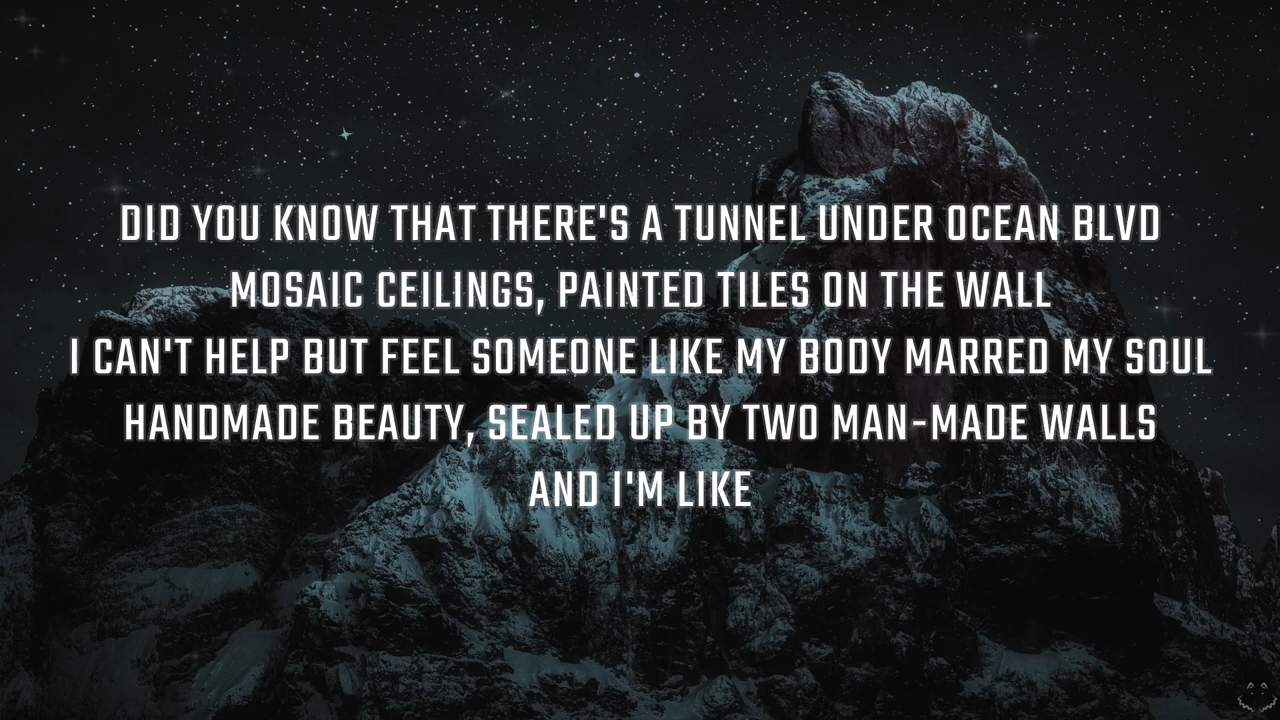 DID YOU KNOW THAT THERE'S A TUNNEL UNDER OCEAN BLVD
MOSAIC CEILINGS, PAINTED TILES ON THE WALL
I CAN'T HELP BUT FEEL SOMEONE LIKE MY BODY MARRED MY SOUL
HANDMADE BEAUTY, SEALED UP BY TWO MAN-MADE WALLS
AND I'M LIKE